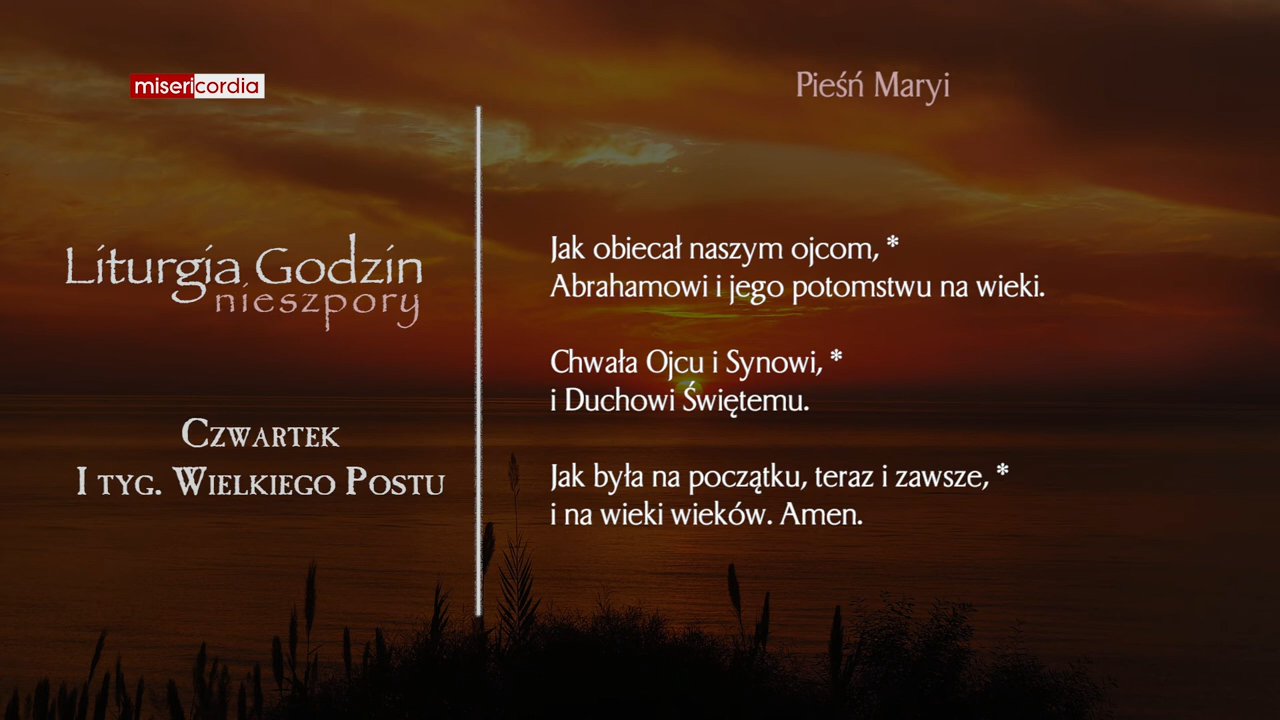 misericordia
Pieśń Maryi
Liturgia Godzin
nieszpory
Czwartek
I tyg. Wielkiego Postu
Jak obiecał naszym ojcom, *
Abrahamowi i jego potomstwu na wieki.
Chwała Ojcu i Synowi, *
i Duchowi Świętemu.
Jak była na początku, teraz i zawsze, *
i na wieki wieków. Amen.